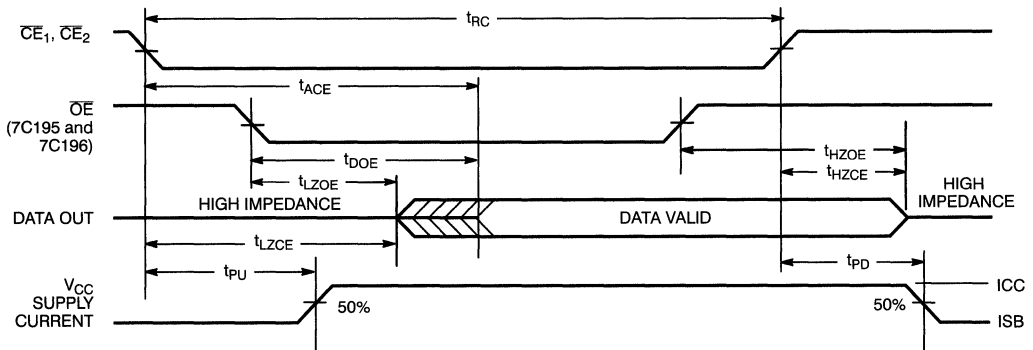 tRC
CE1, CE2
tACE
OE
(7C195 and
7C196)
tDOE
tHZOE
tLZOE
tHZCE
HIGH IMPEDANCE
HIGH
IMPEDANCE
DATA OUT
DATA VALID
tLZCE
tPU
tPD
VCC
SUPPLY
CURRENT
50%
50%
ICC
ISB